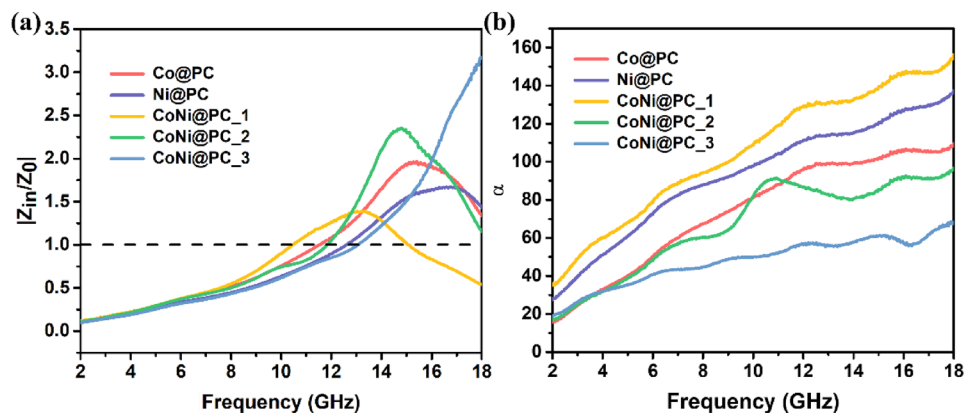 (a)
|Zin/Z0|
3.5
3.0
2.5
2.0
1.5
1.0
0.5
0.0
Co@PC
Ni@PC
CoNi@PC_1
CoNi@PC_2
CoNi@PC_3
2 4 6 8 10 12 14 16 18
Frequency (GHz)
(b)
α
160
140
120
100
80
60
40
20
0
Co@PC
Ni@PC
CoNi@PC_1
CoNi@PC_2
CoNi@PC_3
2 4 6 8 10 12 14 16 18
Frequency (GHz)